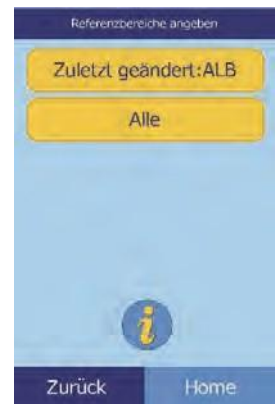 Referenzbereiche angeben
Zuletzt geändert:ALB
Alle
i
Zurück Home